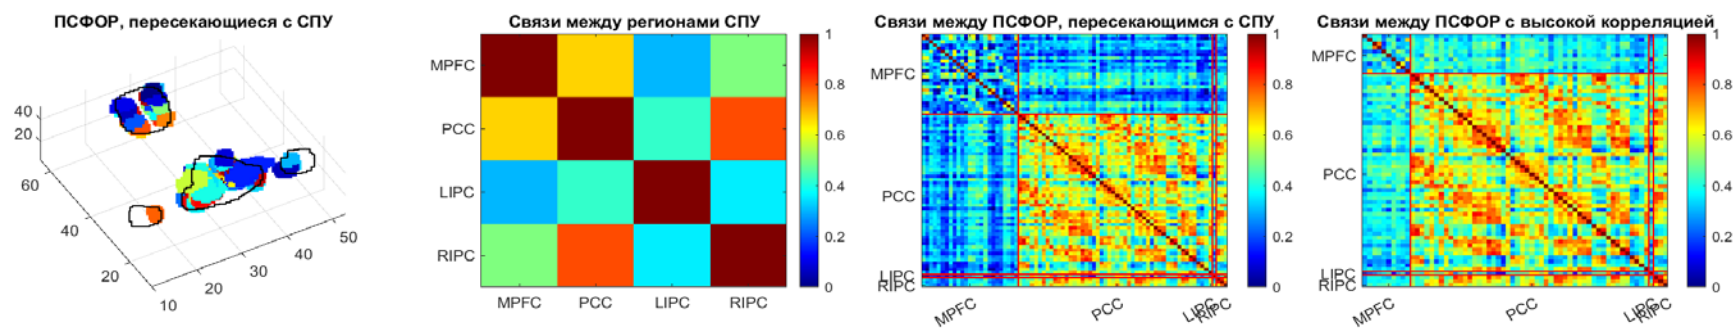 ПСФОР, пересекающиеся с СПУ
40
20
60
40
20
10
20
30
40
50
Связи между регионами СПУ
MPFC
PCC
LIPC
RIPC
MPFC PCC LIPC RIPC
1
0.8
0.6
0.4
0.2
0
Связи между ПСФОР, пересекающимся с СПУ
MPFC
PCC
LIPC
RIPC
MPFC PCC LIPC RIPC
1
0.8
0.6
0.4
0.2
0
Связи между ПСФОР с высокой корреляцией
MPFC
PCC
LIPC
RIPC
MPFC PCC LIPC RIPC
1
0.8
0.6
0.4
0.2
0